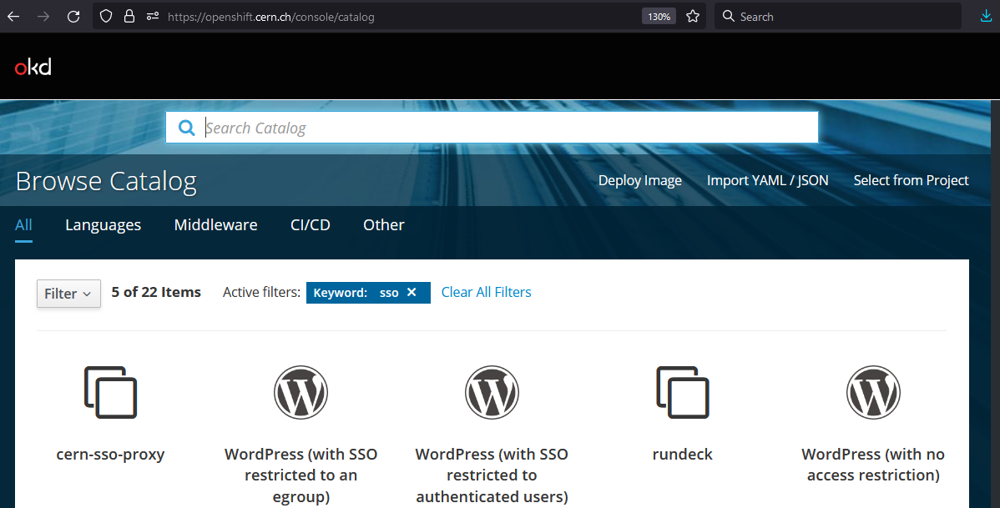 https://openshift.cern.ch/console/catalog
130%
Search
okd
Search Catalog
Browse Catalog
Deploy Image
Import YAML / JSON
Select from Project
All
Languages
Middleware
CI/CD
Other
Filter
5 of 22 Items
Active filters:
Keyword: sso ✕
Clear All Filters
cern-sso-proxy
WordPress (with SSO
restricted to an
egroup)
WordPress (with SSO
restricted to
authenticated users)
rundeck
WordPress (with no
access restriction)